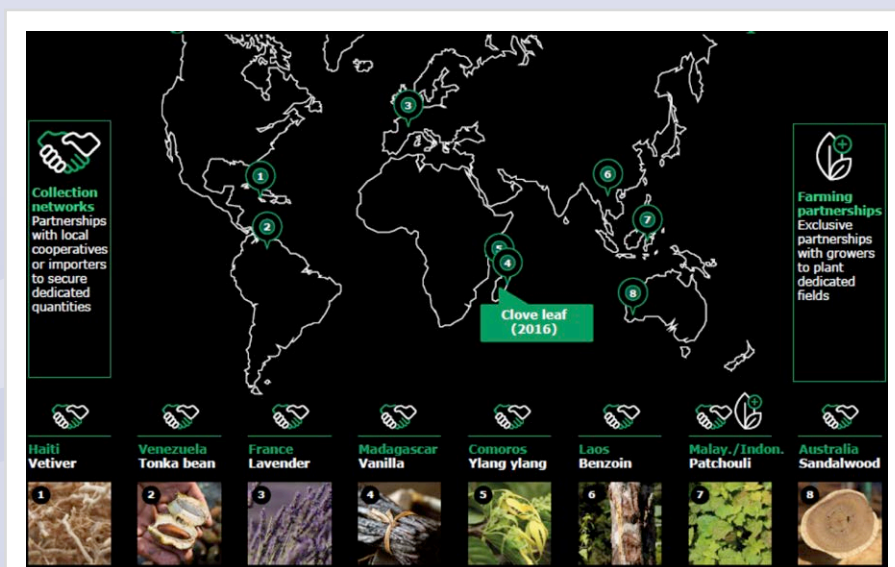 1
2
3
4
5
6
7
8
Collection
networks
Partnerships
with local
cooperatives
or importers
to secure
dedicated
quantities
Clove leaf
(2016)
Farming
partnerships
Exclusive
partnerships
with growers
to plant
dedicated
fields
Haiti
Vetiver
Venezuela
Tonka bean
France
Lavender
Madagascar
Vanilla
Comoros
Ylang ylang
Laos
Benzoin
Malay./Indon.
Patchouli
Australia
Sandalwood
1
2
3
4
5
6
7
8